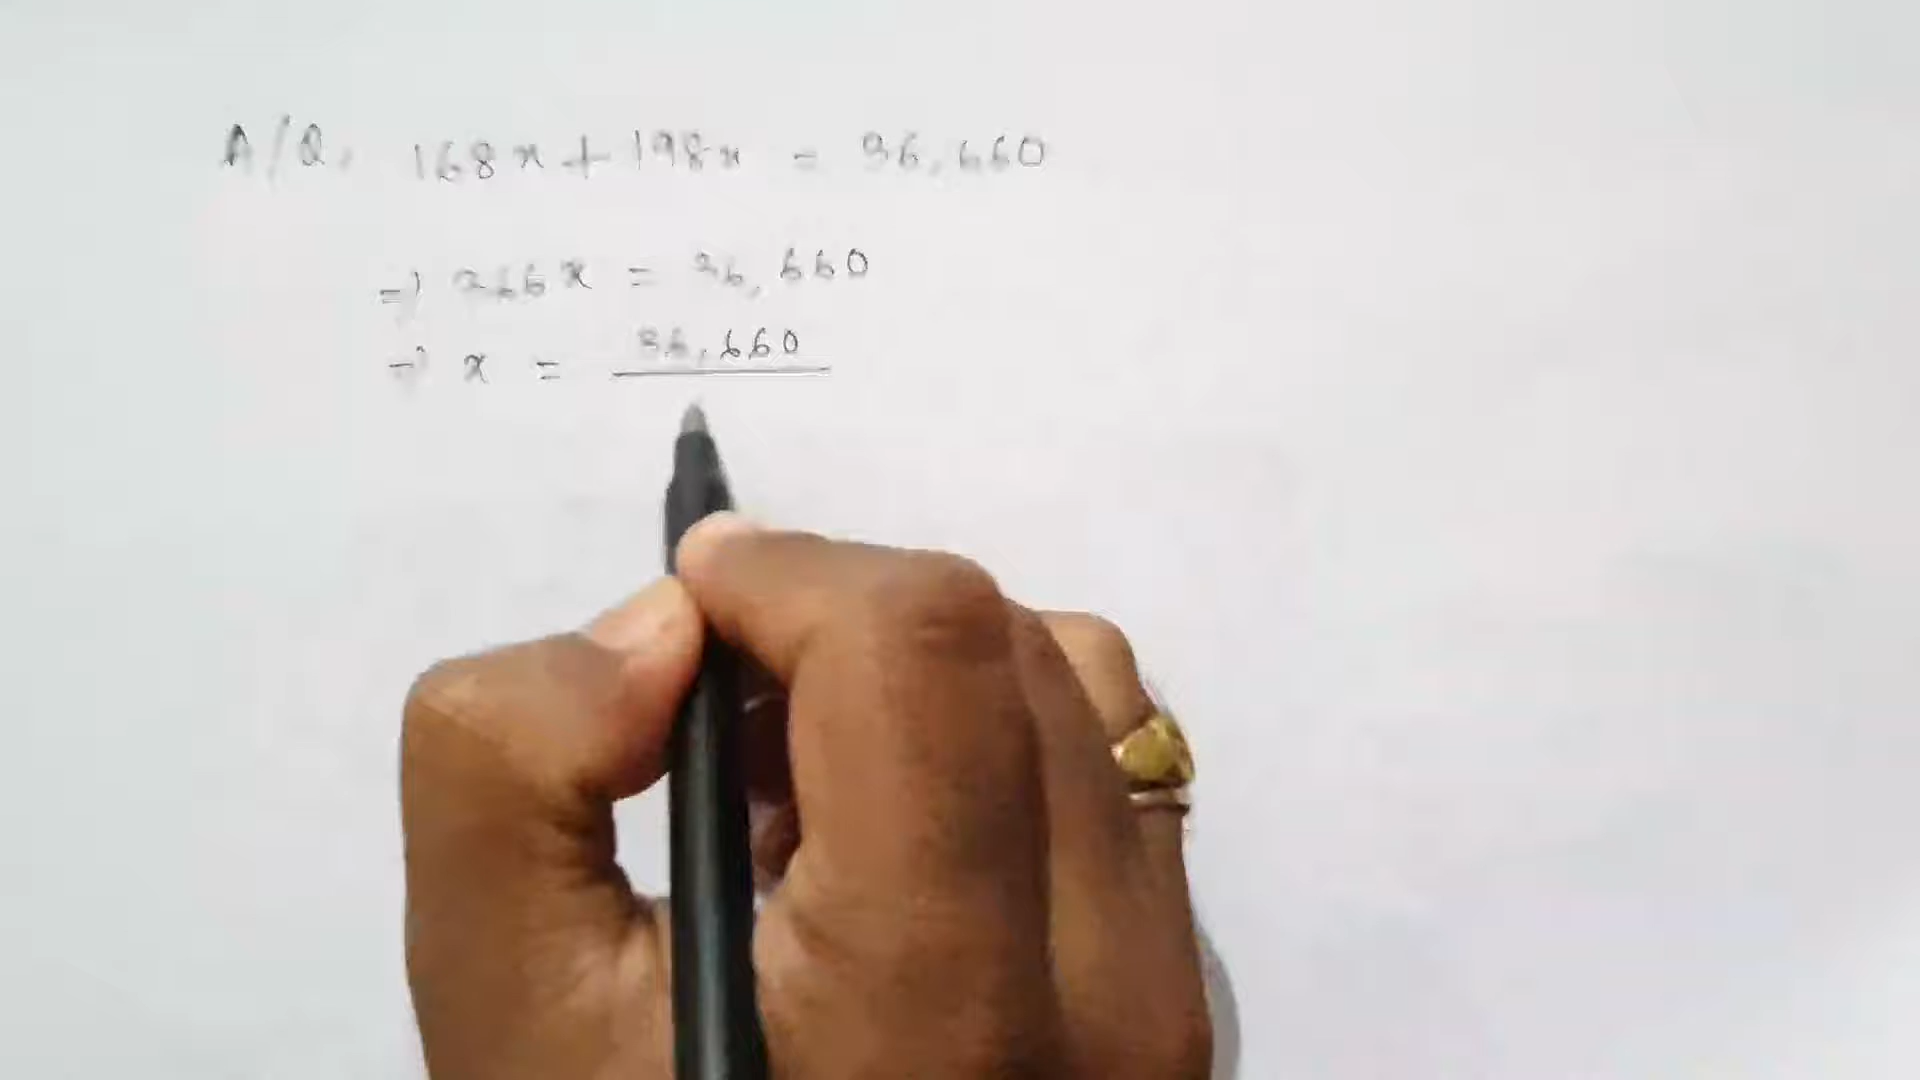 A/Q, 168x + 198x = 36,660
⇒ 366x = 36,660
⇒ x = 36,660